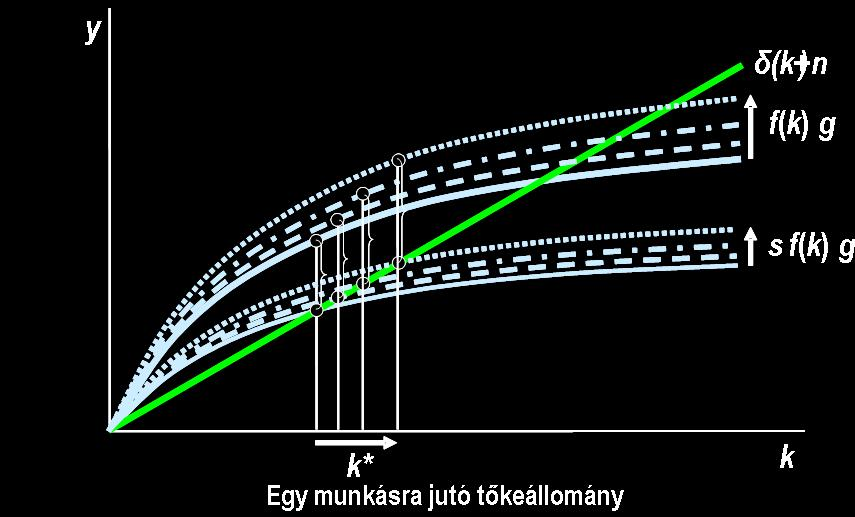 y
δ(k+)n
f(k) g
s f(k) g
k*
k
Egy munkásra jutó tőkeállomány